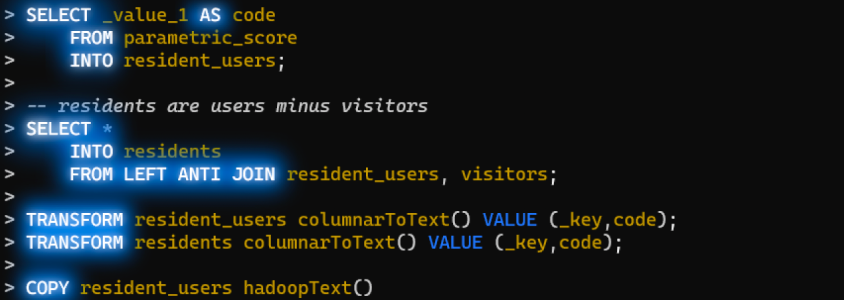 > SELECT _value_1 AS code
>     FROM parametric_score
>     INTO resident_users;
>
> -- residents are users minus visitors
> SELECT *
>     INTO residents
>     FROM LEFT ANTI JOIN resident_users, visitors;
>
> TRANSFORM resident_users columnarToText() VALUE (_key,code);
> TRANSFORM residents columnarToText() VALUE (_key,code);
>
> COPY resident_users hadoopText()